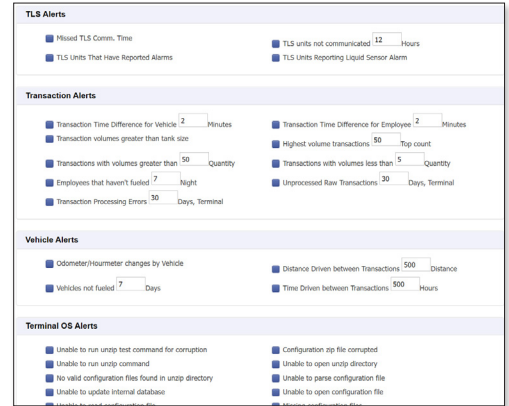 TLS Alerts
Missed TLS Comm. Time
TLS units not communicated 12 Hours
TLS Units That Have Reported Alarms
TLS Units Reporting Liquid Sensor Alarm
Transaction Alerts
Transaction Time Difference for Vehicle 2 Minutes
Transaction Time Difference for Employee 2 Minutes
Transaction volumes greater than tank size
Highest volume transactions 50 Top count
Transactions with volumes greater than 50 Quantity
Transactions with volumes less than 5 Quantity
Employees that haven't fueled 7 Night
Unprocessed Raw Transactions 30 Days, Terminal
Transaction Processing Errors 30 Days, Terminal
Vehicle Alerts
Odometer/Hourmeter changes by Vehicle
Distance Driven between Transactions 500 Distance
Vehicles not fueled 7 Days
Time Driven between Transactions 500 Hours
Terminal OS Alerts
Unable to run unzip test command for corruption
Configuration zip file corrupted
Unable to run unzip command
Unable to open unzip directory
No valid configuration files found in unzip directory
Unable to parse configuration file
Unable to update internal database
Unable to open configuration file
Unable to read configuration file
Missing configuration files